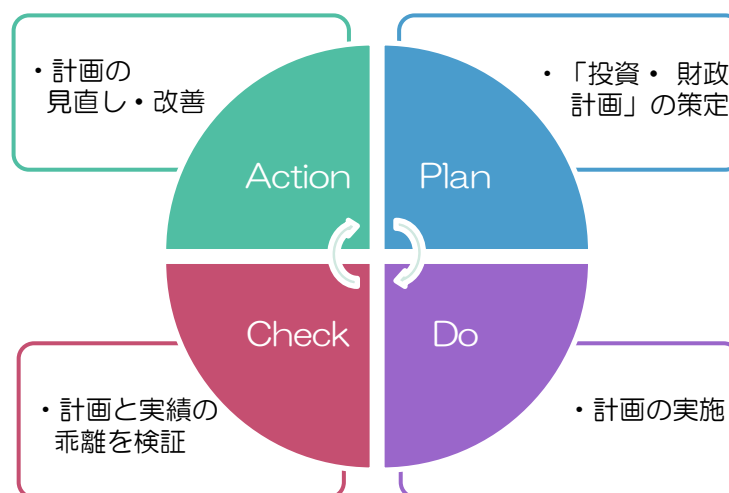 ・計画の
見直し・改善
・「投資・ 財政
計画」の策定
Action
Plan
Check
Do
・計画と実績の
乖離を検証
・計画の実施